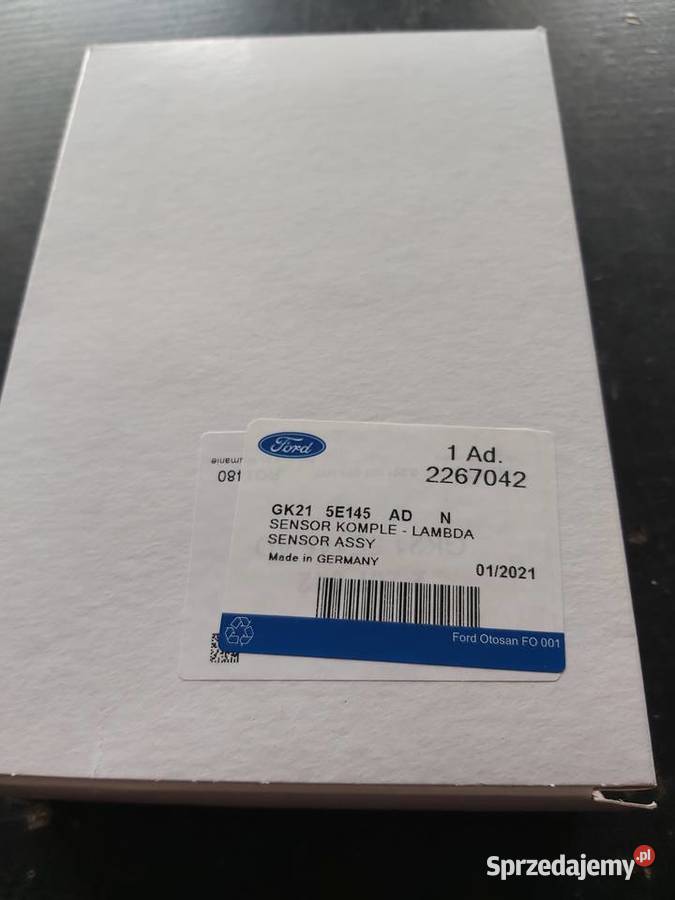 Ford
1 Ad.
2267042
GK21 5E145 AD N
SENSOR KOMPLE - LAMBDA
SENSOR ASSY
Made in GERMANY
01/2021
Ford Otosan FO 001
180
Sprzedajemy.pl